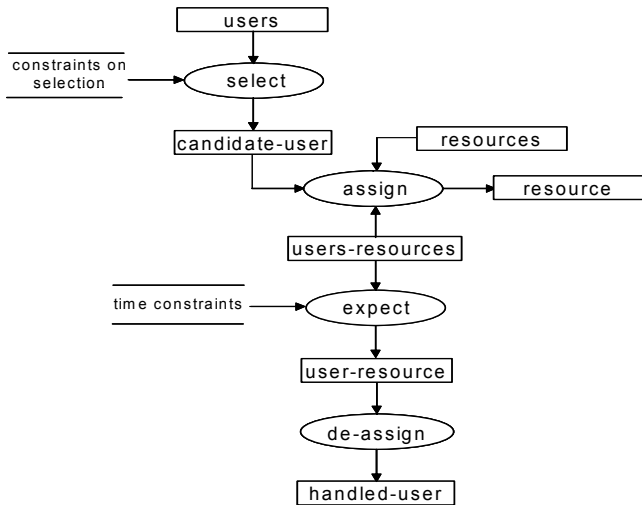 users
constraints on
selection
select
candidate-user
resources
assign
resource
users-resources
time constraints
expect
user-resource
de-assign
handled-user